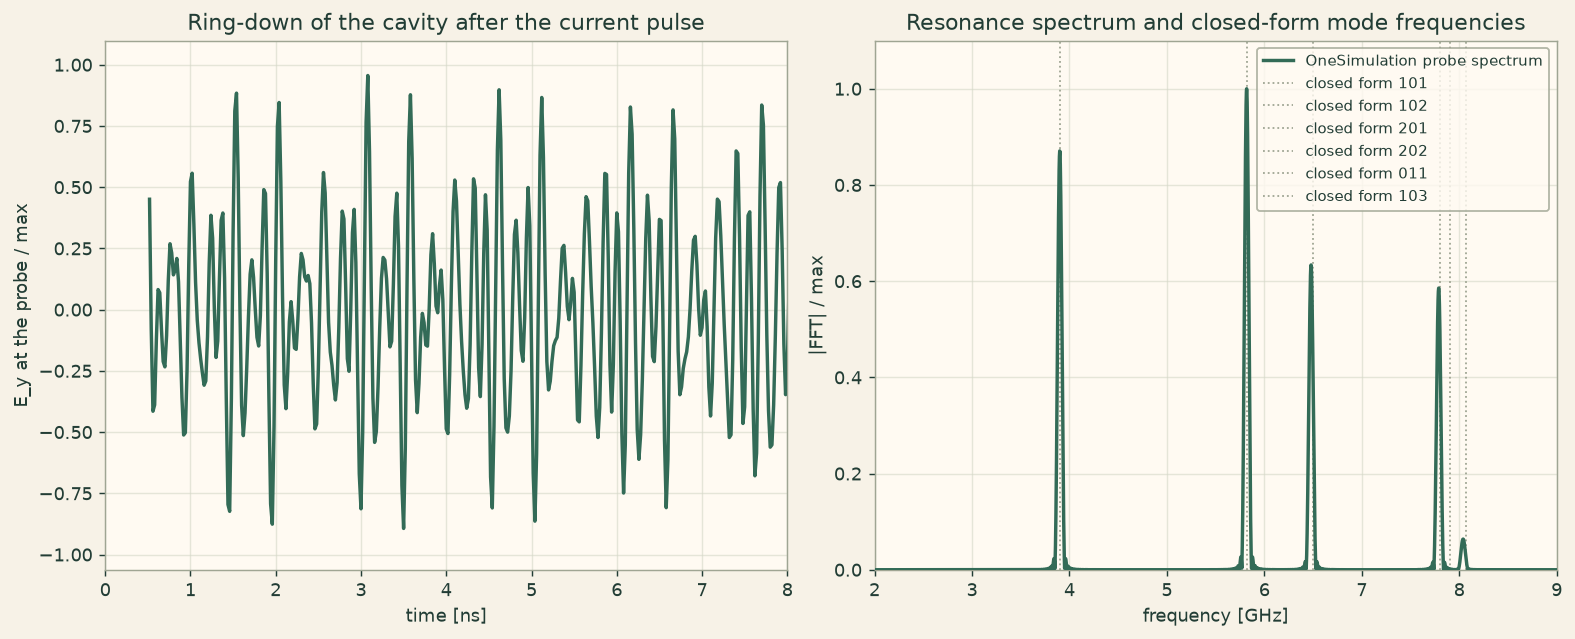 Ring-down of the cavity after the current pulse
E_y at the probe / max
1.00
0.75
0.50
0.25
0.00
−0.25
−0.50
−0.75
−1.00
0 1 2 3 4 5 6 7 8
time [ns]
Resonance spectrum and closed-form mode frequencies
|FFT| / max
1.0
0.8
0.6
0.4
0.2
0.0
2 3 4 5 6 7 8 9
frequency [GHz]
OneSimulation probe spectrum
closed form 101
closed form 102
closed form 201
closed form 202
closed form 011
closed form 103